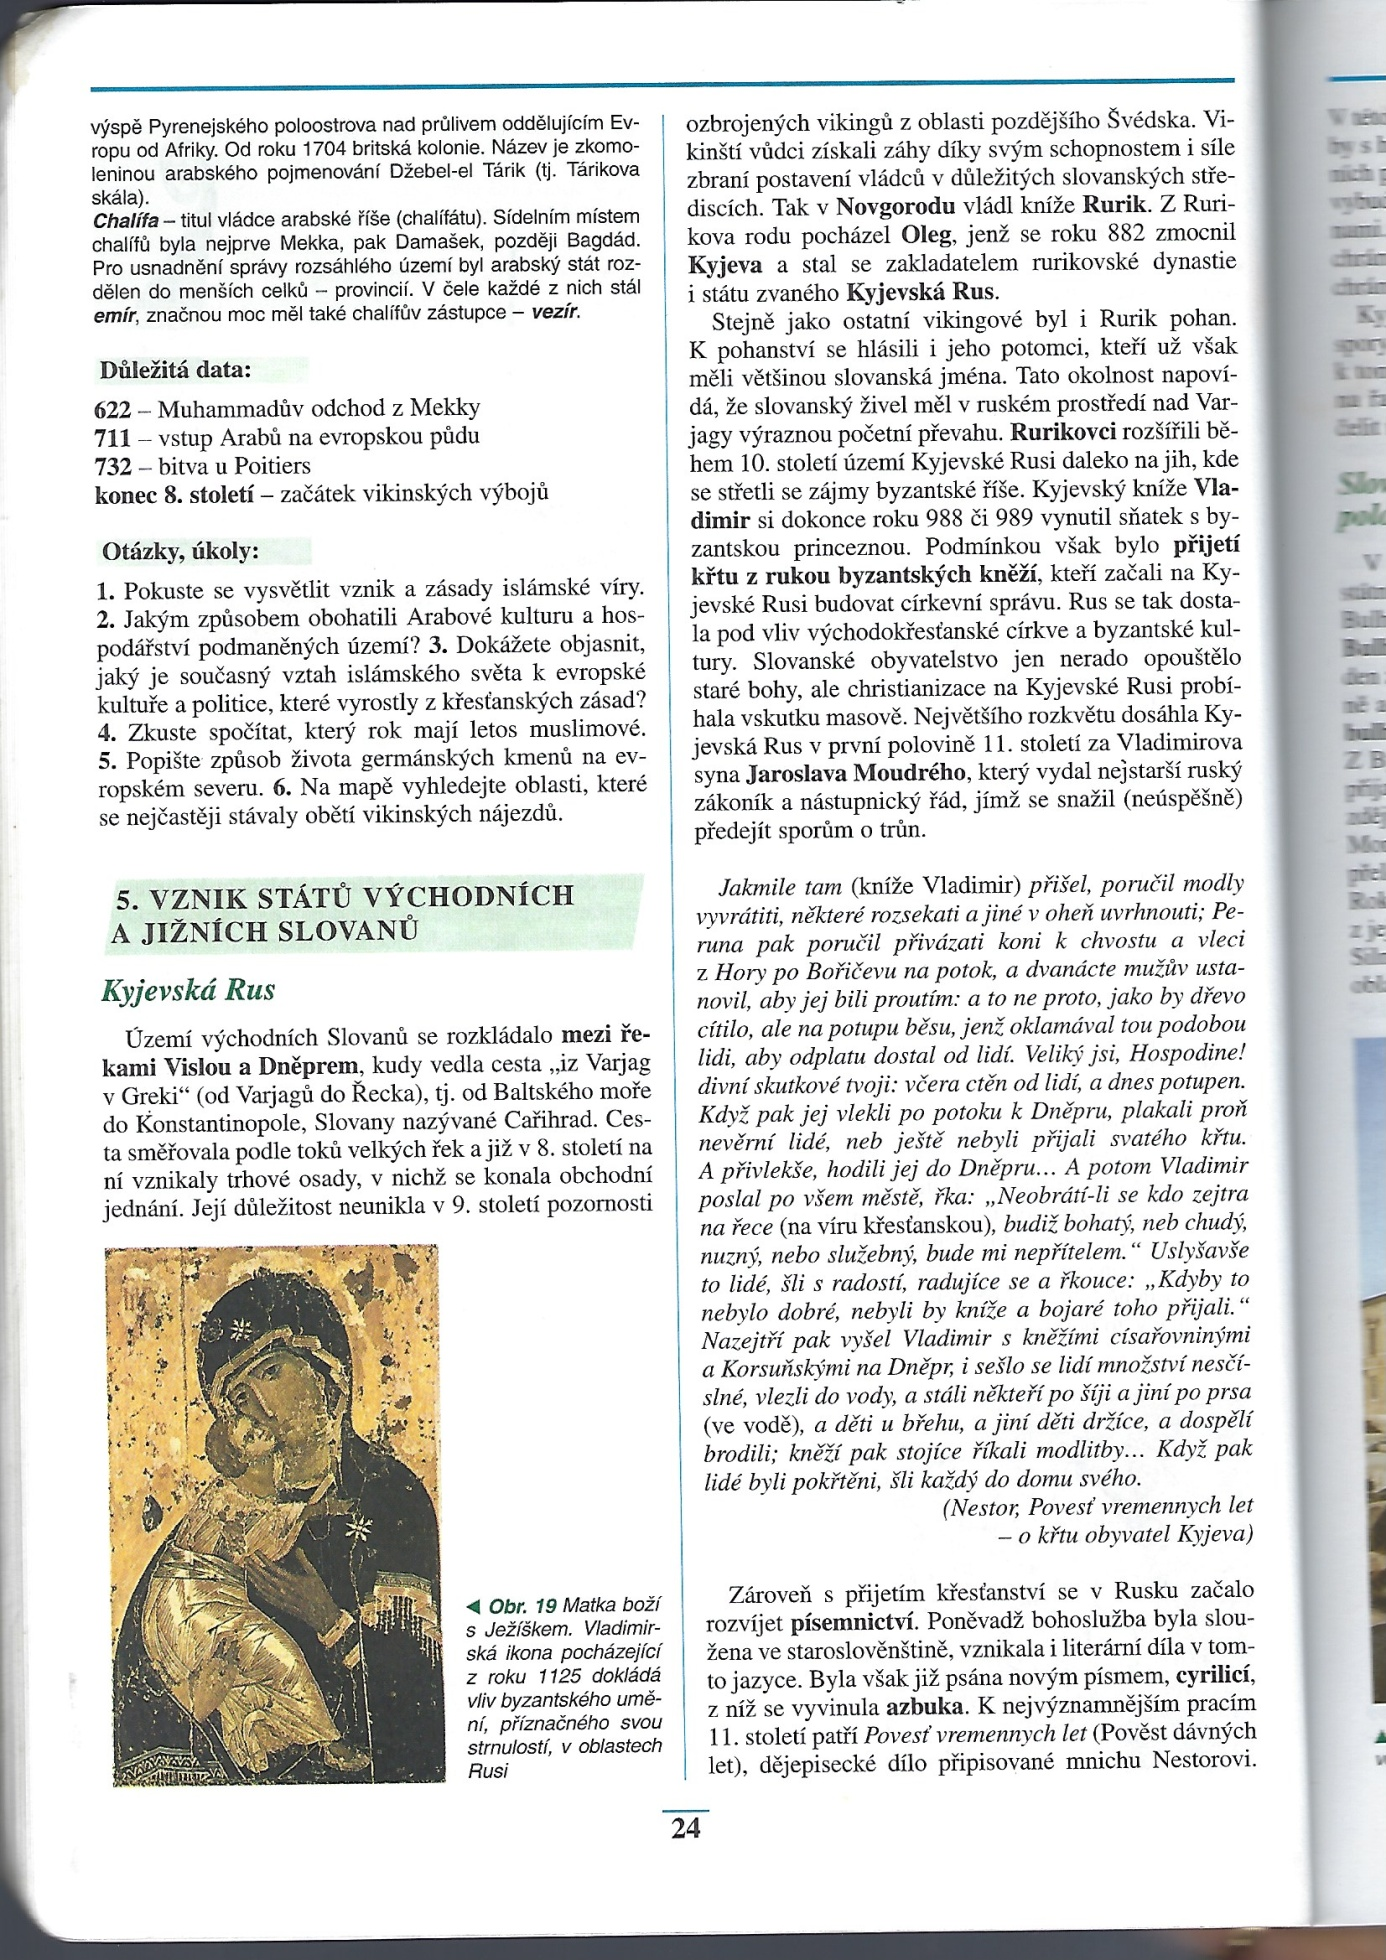 výspě Pyrenejského poloostrova nad průlivem oddělujícím Ev-
ropu od Afriky. Od roku 1704 britská kolonie. Název je zkomo-
leninou arabského pojmenování Džebel-el Tárik (tj. Tárikova
skála).
Chalífa – titul vládce arabské říše (chalífátu). Sídelním místem
chalífů byla nejprve Mekka, pak Damašek, později Bagdád.
Pro usnadnění správy rozsáhlého území byl arabský stát roz-
dělen do menších celků – provincií. V čele každé z nich stál
emír, značnou moc měl také chalífův zástupce – vezír.
Důležitá data:
622 – Muhammadův odchod z Mekky
711 – vstup Arabů na evropskou půdu
732 – bitva u Poitiers
konec 8. století – začátek vikinských výbojů
Otázky, úkoly:
1. Pokuste se vysvětlit vznik a zásady islámské víry.
2. Jakým způsobem obohatili Arabové kulturu a hos-
podářství podmaněných území? 3. Dokážete objasnit,
jaký je současný vztah islámského světa k evropské
kultuře a politice, které vyrostly z křesťanských zásad?
4. Zkuste spočítat, který rok mají letos muslimové.
5. Popište způsob života germánských kmenů na ev-
ropském severu. 6. Na mapě vyhledejte oblasti, které
se nejčastěji stávaly obětí vikinských nájezdů.
5. VZNIK STÁTŮ VÝCHODNÍCH
A JIŽNÍCH SLOVANŮ
Kyjevská Rus
Území východních Slovanů se rozkládalo mezi ře-
kami Vislou a Dněprem, kudy vedla cesta „iz Varjag
v Greki“ (od Varjagů do Řecka), tj. od Baltského moře
do Konstantinopole, Slovany nazývané Cařihrad. Ces-
ta směřovala podle toků velkých řek a již v 8. století na
ní vznikaly trhové osady, v nichž se konala obchodní
jednání. Její důležitost neunikla v 9. století pozornosti
◄ Obr. 19 Matka boží
s Ježíškem. Vladimir-
ská ikona pocházející
z roku 1125 dokládá
vliv byzantského umě-
ní, příznačného svou
strnulostí, v oblastech
Rusi
ozbrojených vikingů z oblasti pozdějšího Švédska. Vi-
kinští vůdci získali záhy díky svým schopnostem i síle
zbraní postavení vládců v důležitých slovanských stře-
discích. Tak v Novgorodu vládl kníže Rurik. Z Ruri-
kova rodu pocházel Oleg, jenž se roku 882 zmocnil
Kyjeva a stal se zakladatelem rurikovské dynastie
i státu zvaného Kyjevská Rus.
Stejně jako ostatní vikingové byl i Rurik pohan.
K pohanství se hlásili i jeho potomci, kteří už však
měli většinou slovanská jména. Tato okolnost napoví-
dá, že slovanský živel měl v ruském prostředí nad Var-
jagy výraznou početní převahu. Rurikovci rozšířili bě-
hem 10. století území Kyjevské Rusi daleko na jih, kde
se střetli se zájmy byzantské říše. Kyjevský kníže Vla-
dimir si dokonce roku 988 či 989 vynutil sňatek s by-
zantskou princeznou. Podmínkou však bylo přijetí
křtu z rukou byzantských kněží, kteří začali na Ky-
jevské Rusi budovat církevní správu. Rus se tak dosta-
la pod vliv východokřesťanské církve a byzantské kul-
tury. Slovanské obyvatelstvo jen nerado opouštělo
staré bohy, ale christianizace na Kyjevské Rusi probí-
hala vskutku masově. Největšího rozkvětu dosáhla Ky-
jevská Rus v první polovině 11. století za Vladimirova
syna Jaroslava Moudrého, který vydal nejstarší ruský
zákoník a nástupnický řád, jímž se snažil (neúspěšně)
předejít sporům o trůn.
Jakmile tam (kníže Vladimir) přišel, poručil modly
vyvrátiti, některé rozsekati a jiné v oheň uvrhnouti; Pe-
runa pak poručil přivázati koni k chvostu a vleci
z Hory po Boričevu na potok, a dvanácte mužův usta-
novil, aby jej bili proutím: a to ne proto, jako by dřevo
cítilo, ale na potupu běsu, jenž oklamával tou podobou
lidi, aby odplatu dostal od lidí. Veliký jsi, Hospodine!
divní skutkové tvoji: včera ctěn od lidí, a dnes potupen.
Když pak jej vlekli po potoku k Dněpru, plakali proň
nevěrní lidé, neb ještě nebyli přijali svatého křtu.
A přivlekše, hodili jej do Dněpru... A potom Vladimir
poslal po všem městě, řka: „Neobrátí-li se kdo zejtra
na řece (na víru křesťanskou), budiž bohatý, neb chudý,
nuzný, nebo služebný, bude mi nepřítelem.“ Uslyšavše
to lidé, šli s radostí, radujíce se a řkouce: „Kdyby to
nebylo dobré, nebyli by kníže a bojaré toho přijali.“
Nazejtří pak vyšel Vladimir s kněžími císařovninými
a Korsuňskými na Dněpr, i sešlo se lidí množství nesčí-
slné, vlezli do vody, a stáli někteří po šíji a jiní po prsa
(ve vodě), a děti u břehu, a jiní děti držíce, a dospělí
brodili; kněží pak stojíce říkali modlitby... Když pak
lidé byli pokřtěni, šli každý do domu svého.
(Nestor, Povesť vremennych let
– o křtu obyvatel Kyjeva)
Zároveň s přijetím křesťanství se v Rusku začalo
rozvíjet písemnictví. Poněvadž bohoslužba byla slou-
žena ve staroslověnštině, vznikala i literární díla v tom-
to jazyce. Byla však již psána novým písmem, cyrilicí,
z níž se vyvinula azbuka. K nejvýznamnějším pracím
11. století patří Povesť vremennych let (Pověst dávných
let), dějepisecké dílo připisované mnichu Nestorovi.
24